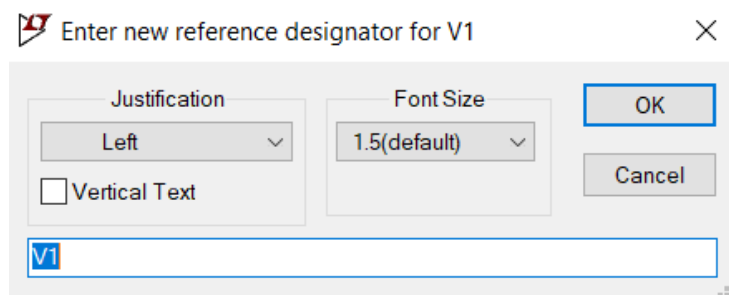 Enter new reference designator for V1
Justification
Font Size
OK
Left
1.5(default)
Vertical Text
Cancel
V1